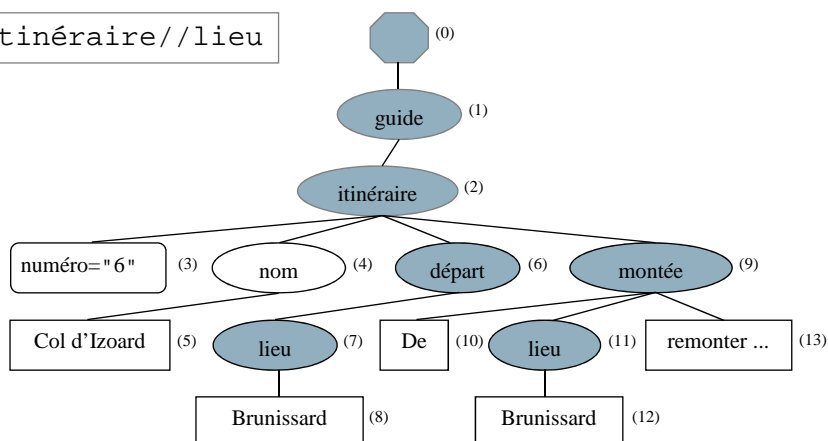 tinéraire//lieu
(0)
guide (1)
itinéraire (2)
numéro="6" (3) nom (4) départ (6) montée (9)
Col d'Izoard (5) lieu (7) De (10) lieu (11) remonter ... (13)
Brunissard (8) Brunissard (12)